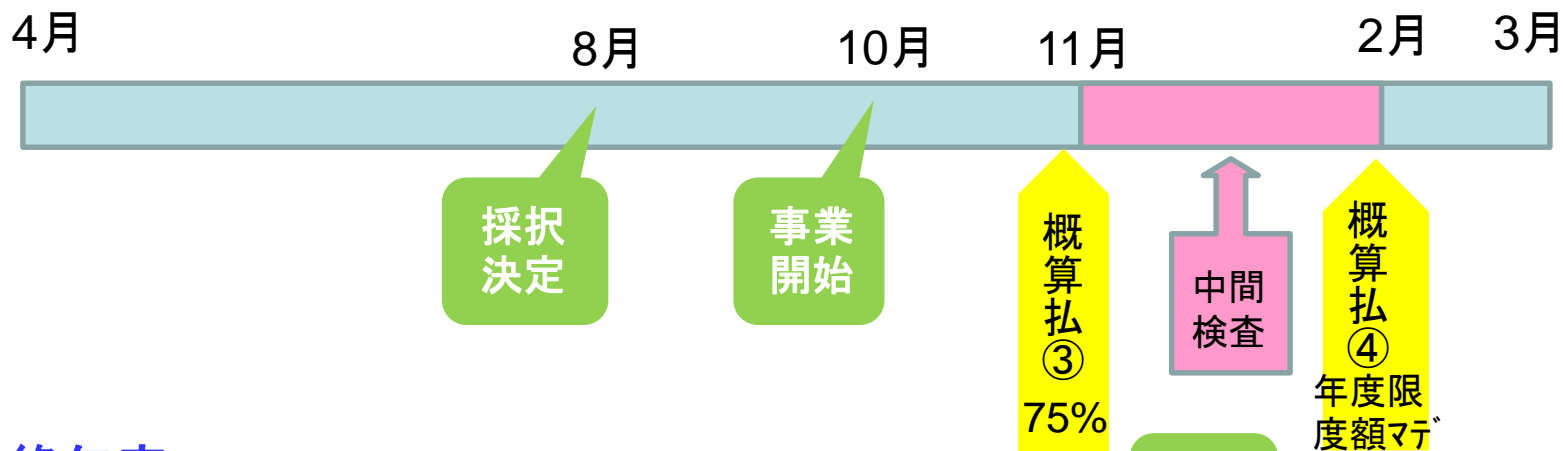 4月
8月
10月
11月
2月
3月
採択
決定
事業
開始
概算払③
75%
中間
検査
概算払④
年度限
度額ﾏﾃﾞ